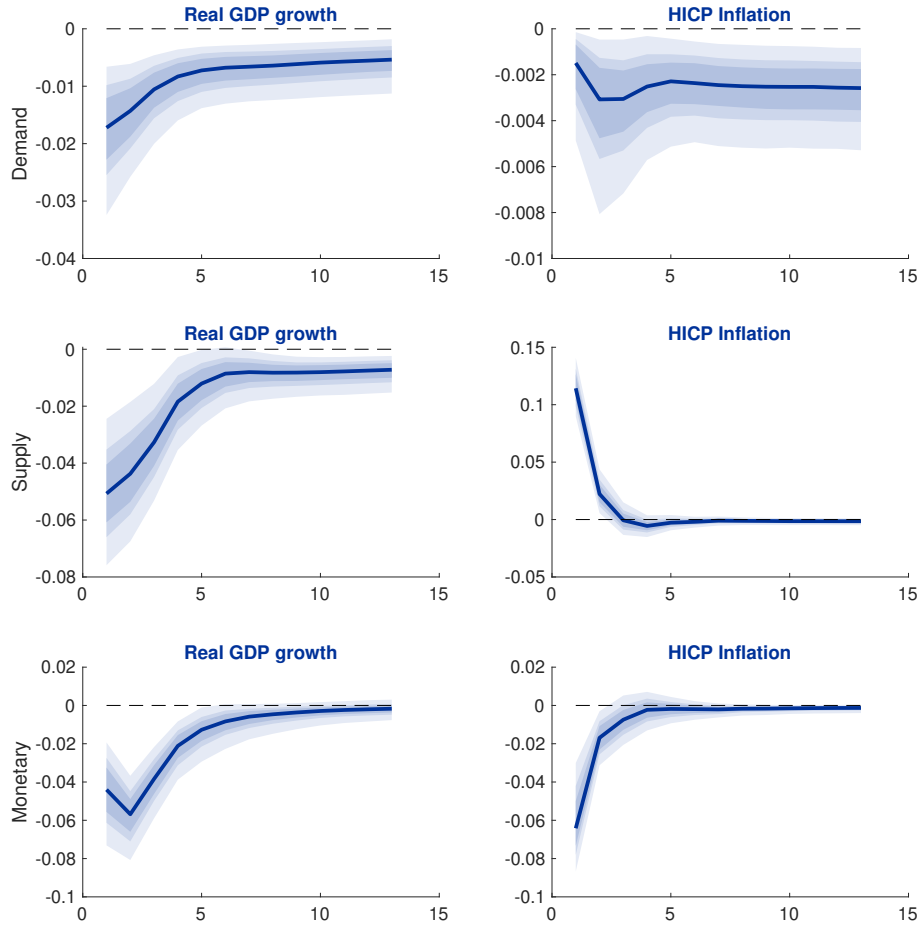 Real GDP growth
HICP Inflation
Demand
0
-0.01
-0.02
-0.03
-0.04
0 5 10 15
0
-0.002
-0.004
-0.006
-0.008
-0.01
0 5 10 15
Real GDP growth
HICP Inflation
Supply
0
-0.02
-0.04
-0.06
-0.08
0 5 10 15
0.15
0.1
0.05
0
-0.05
0 5 10 15
Real GDP growth
HICP Inflation
Monetary
0.02
0
-0.02
-0.04
-0.06
-0.08
-0.1
0 5 10 15
0.02
0
-0.02
-0.04
-0.06
-0.08
-0.1
0 5 10 15